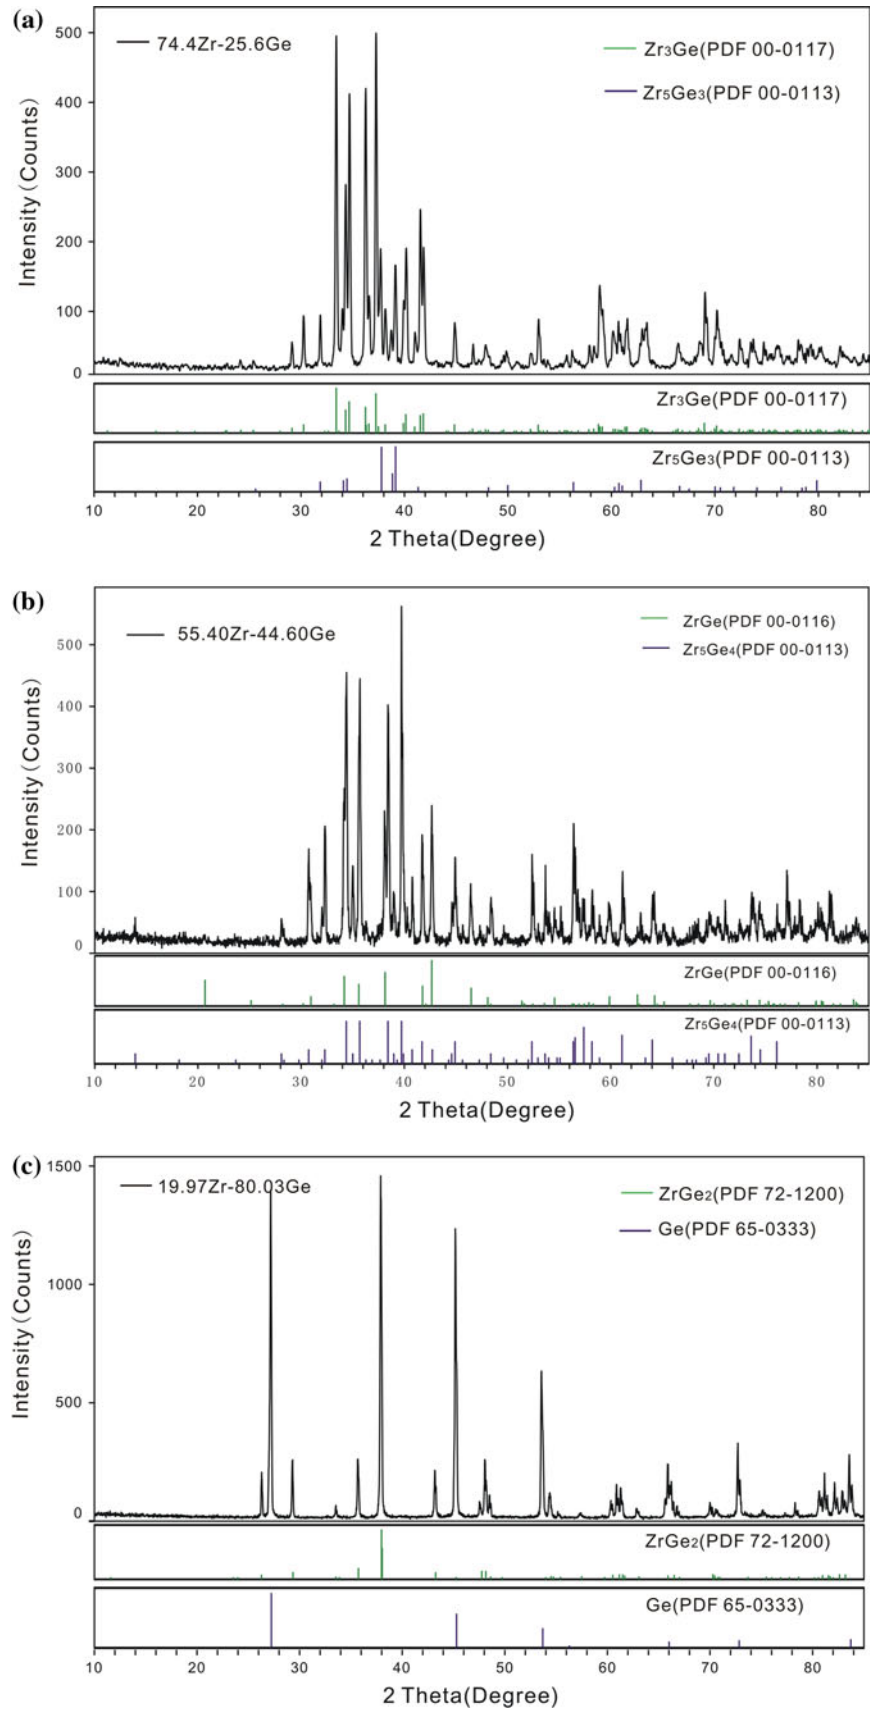 (a)
500
400
300
200
100
0
Intensity (Counts)
74.4Zr-25.6Ge
Zr₃Ge(PDF 00-0117)
Zr₅Ge₃(PDF 00-0113)
Zr₃Ge(PDF 00-0117)
Zr₅Ge₃(PDF 00-0113)
10 20 30 40 50 60 70 80
2 Theta(Degree)
(b)
500
400
300
200
100
0
Intensity (Counts)
55.40Zr-44.60Ge
ZrGe(PDF 00-0116)
Zr₅Ge₄(PDF 00-0113)
ZrGe(PDF 00-0116)
Zr₅Ge₄(PDF 00-0113)
10 20 30 40 50 60 70 80
2 Theta(Degree)
(c)
1500
1000
500
0
Intensity (Counts)
19.97Zr-80.03Ge
ZrGe₂(PDF 72-1200)
Ge(PDF 65-0333)
ZrGe₂(PDF 72-1200)
Ge(PDF 65-0333)
10 20 30 40 50 60 70 80
2 Theta(Degree)